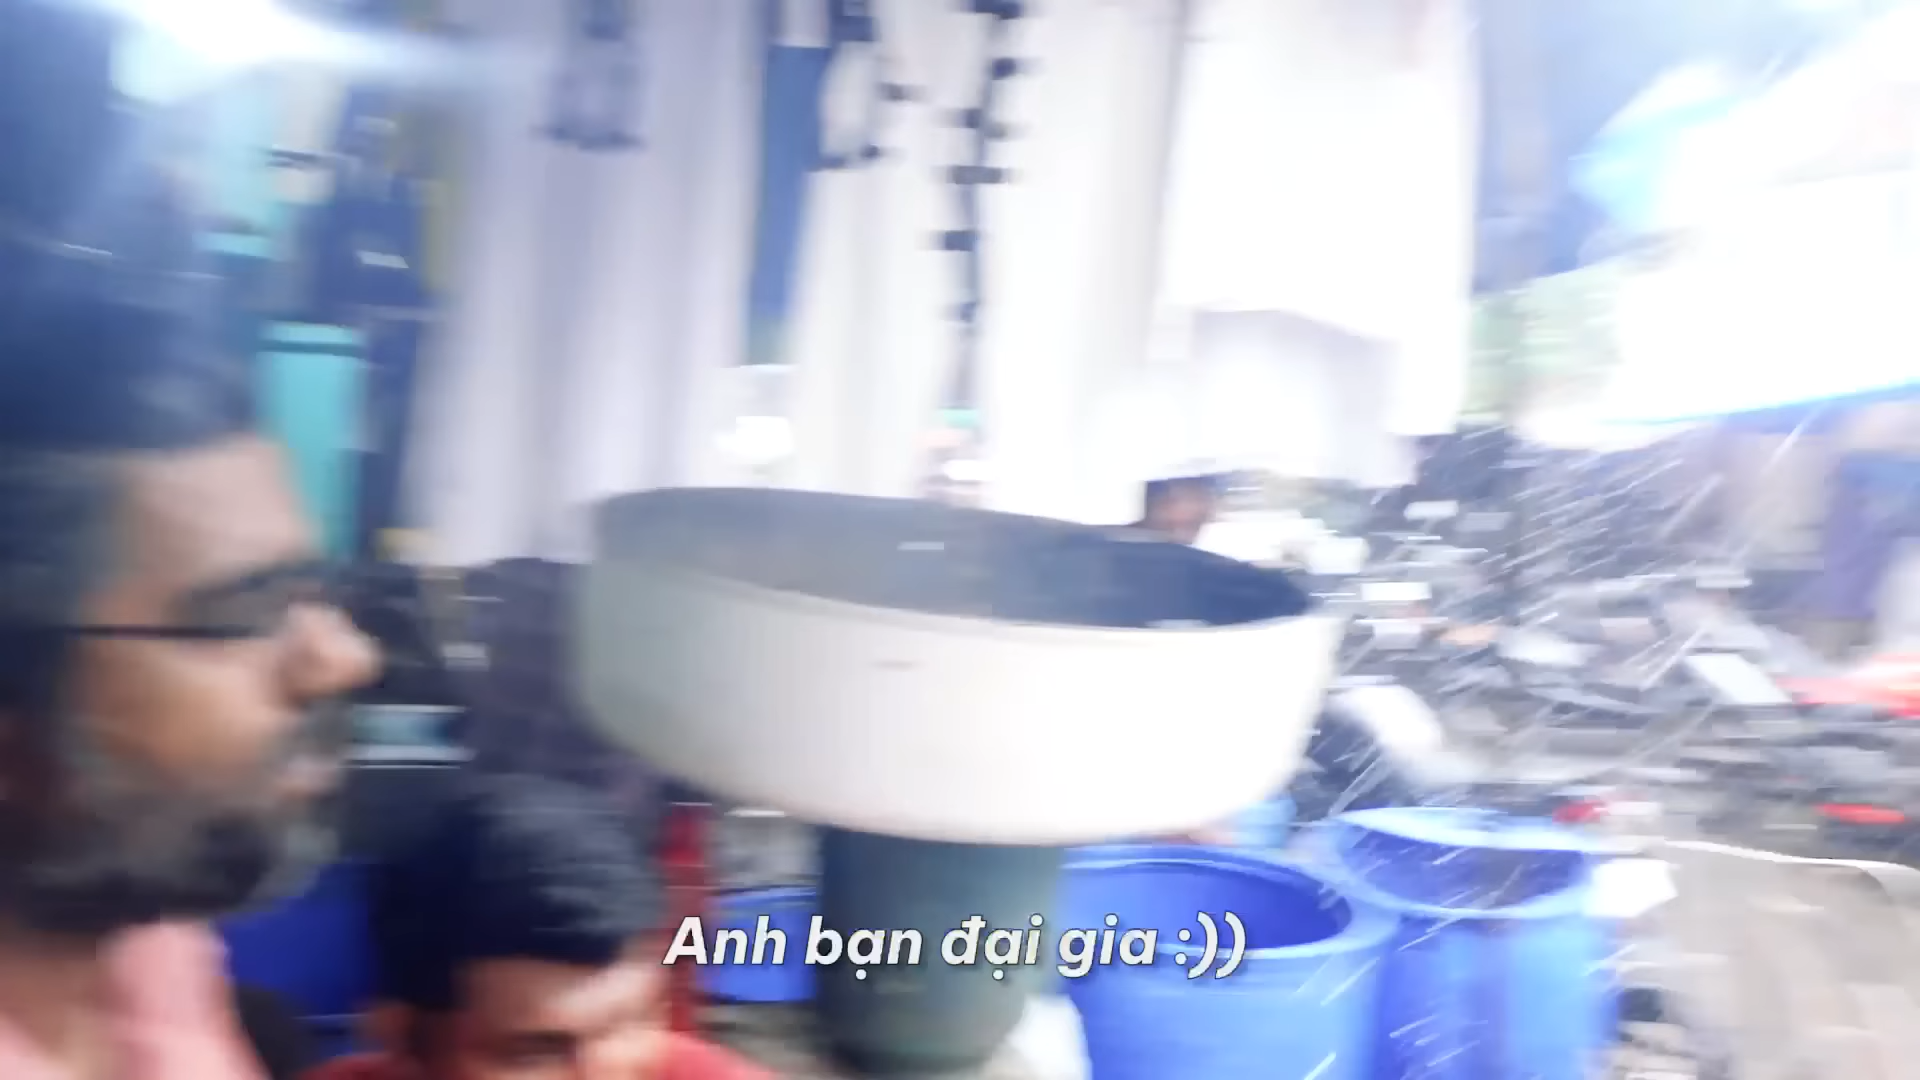 Anh bạn đại gia :))